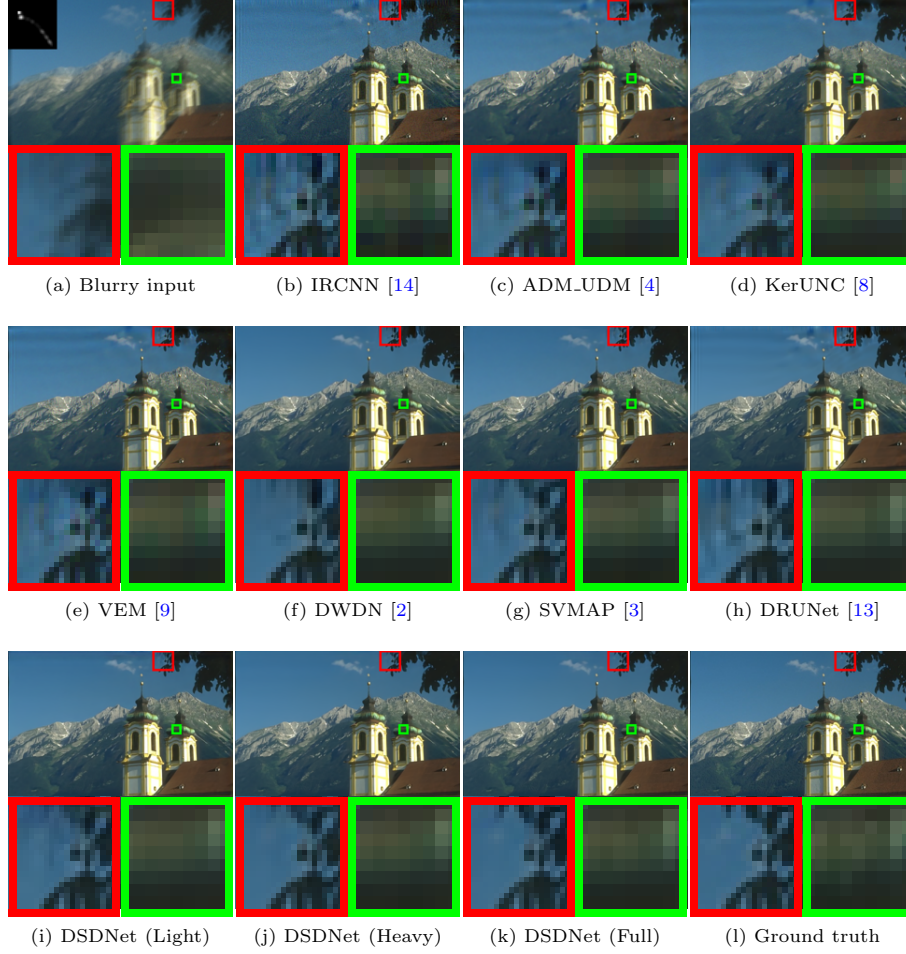 (a) Blurry input
(b) IRCNN [14]
(c) ADM_UDM [4]
(d) KerUNC [8]
(e) VEM [9]
(f) DWDN [2]
(g) SVMAP [3]
(h) DRUNet [13]
(i) DSDNet (Light)
(j) DSDNet (Heavy)
(k) DSDNet (Full)
(l) Ground truth